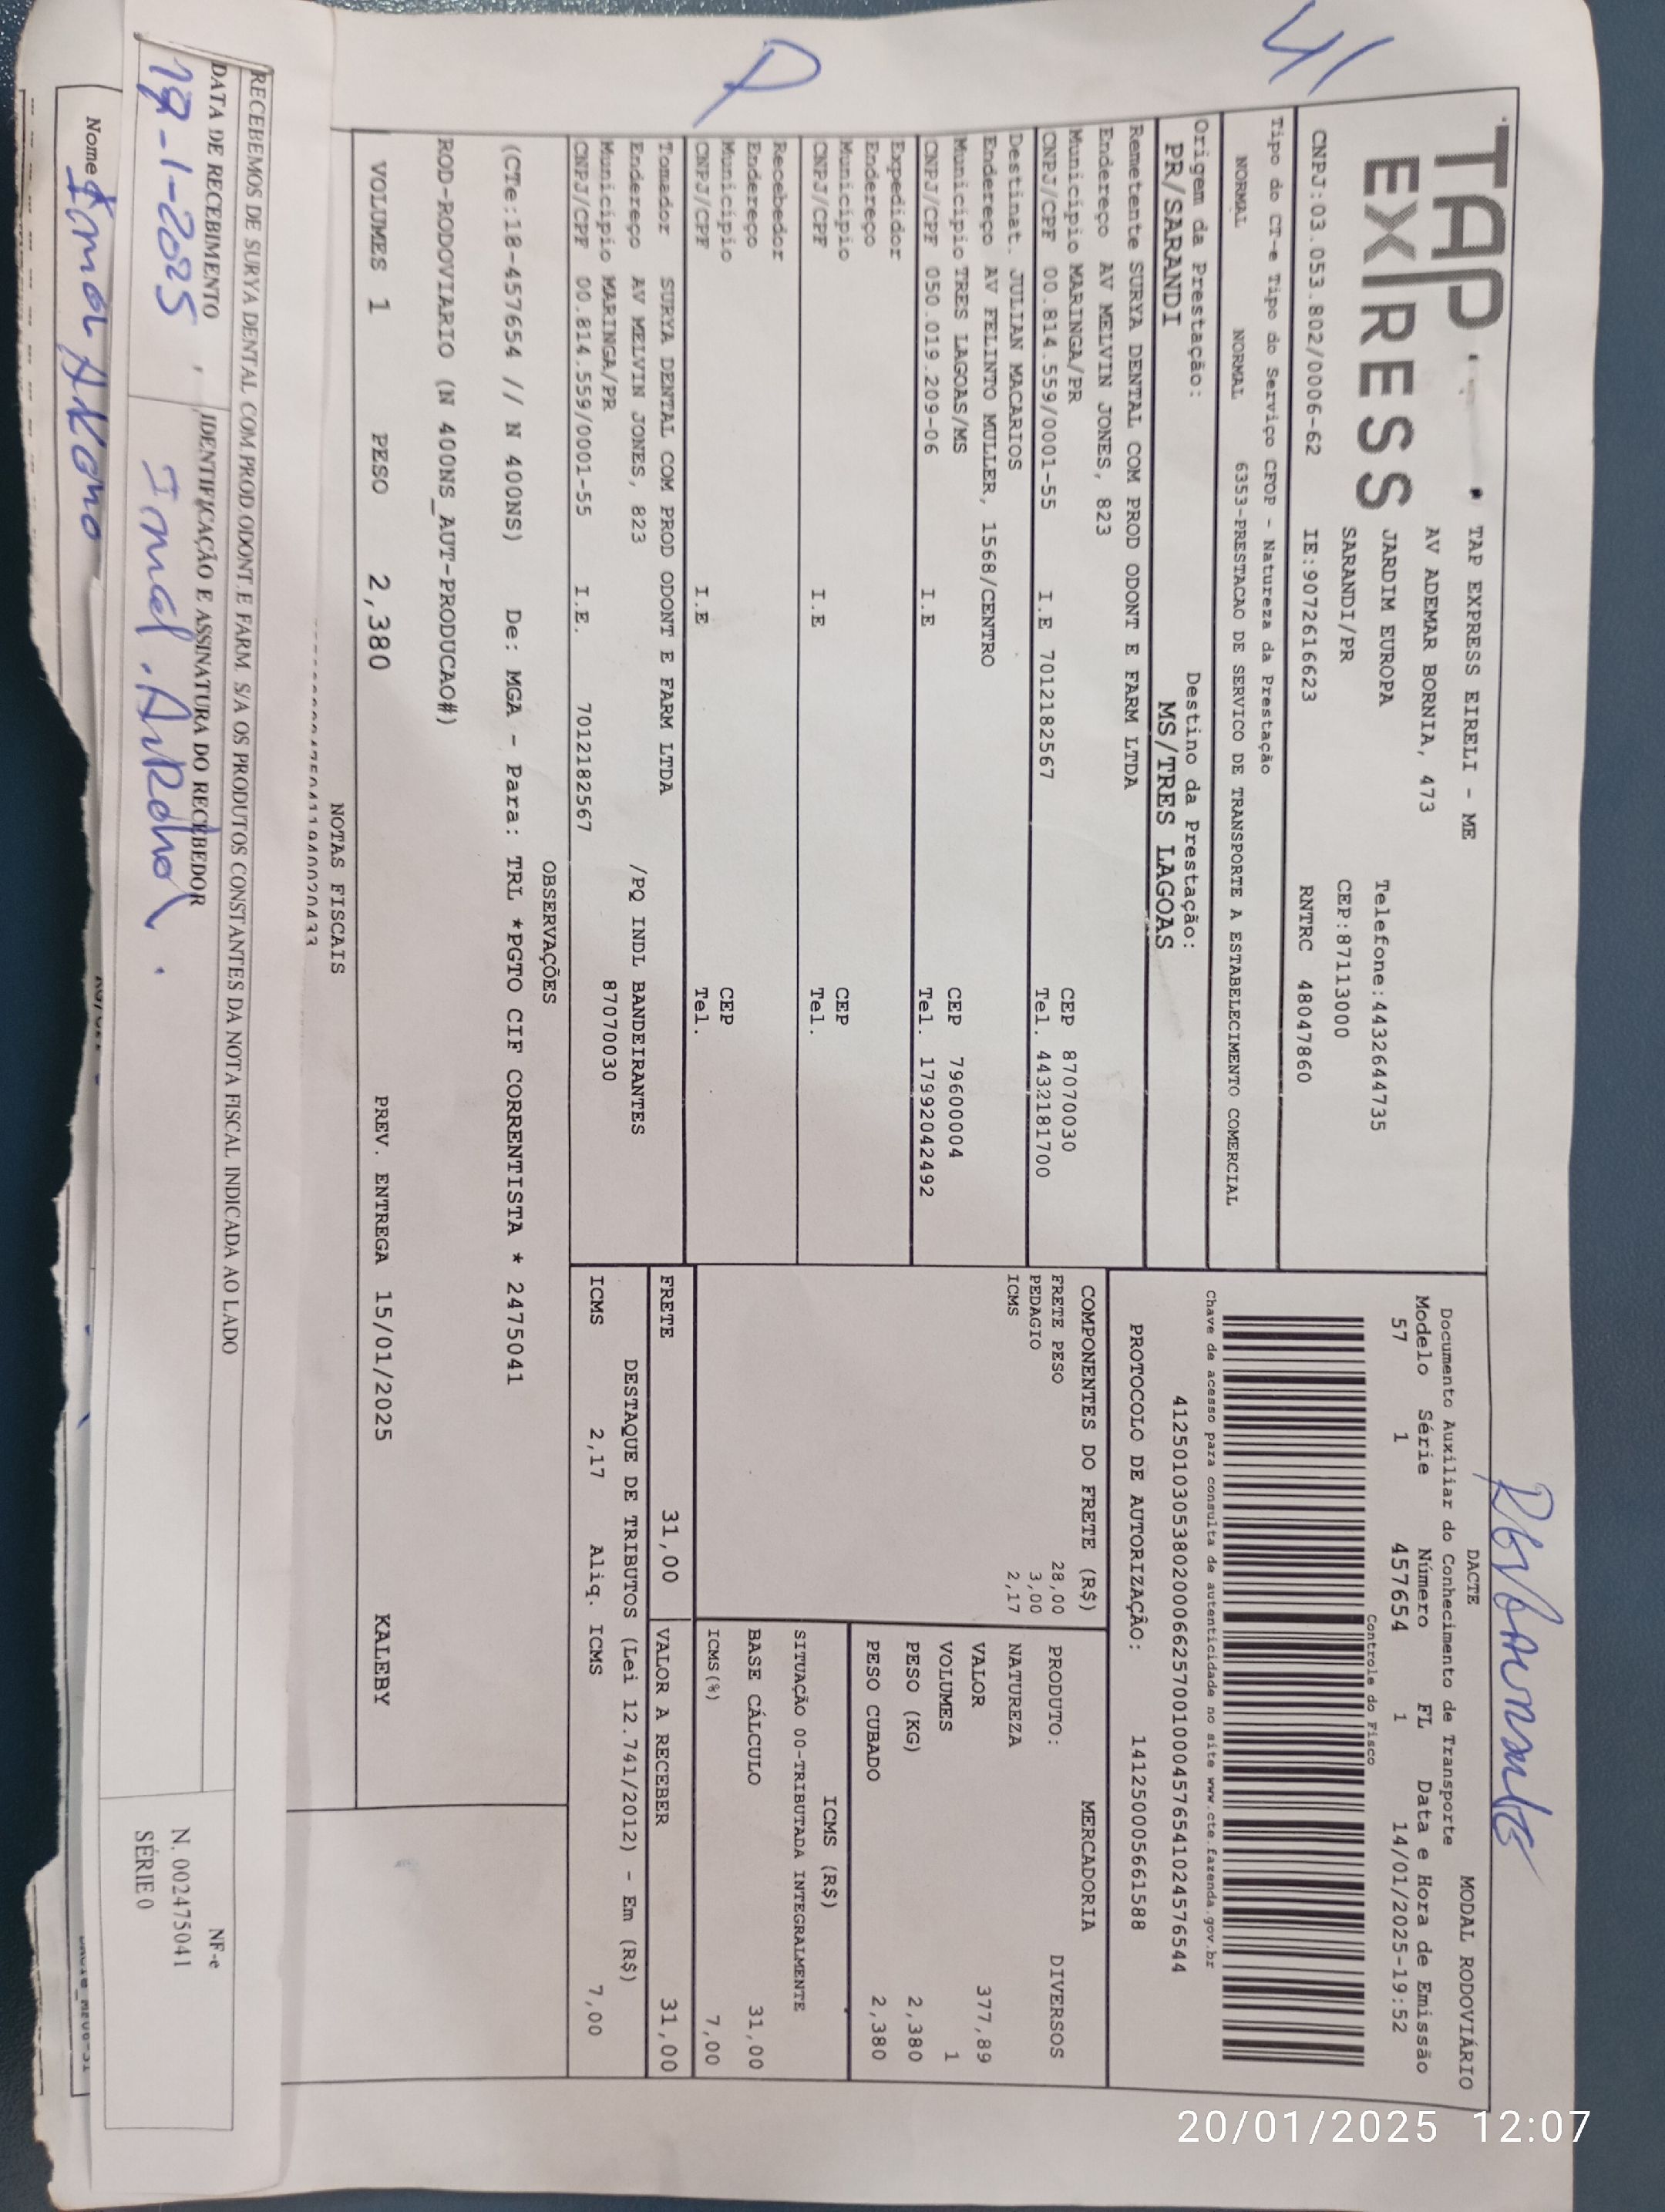 TAP
EXPRESS
TAP EXPRESS EIRELI - ME
AV ADEMAR BORNIA, 473
JARDIM EUROPA Telefone:4432644735
SARANDI/PR CEP:87113000
CNPJ:03.053.802/0006-62 IE:9072616623 RNTRC 48047860
DACTE MODAL RODOVIÁRIO
Documento Auxiliar do Conhecimento de Transporte
Modelo Série Número FL Data e Hora de Emissão
57 1 457654 1 14/01/2025-19:52
Controle do Fisco
Chave de acesso para consulta de autenticidade no site www.cte.fazenda.gov.br
41250103053802000662570010004576541024576544
PROTOCOLO DE AUTORIZAÇÃO: 141250005661588
Tipo do CT-e Tipo do Serviço CFOP - Natureza da Prestação
NORMAL NORMAL 6353-PRESTACAO DE SERVICO DE TRANSPORTE A ESTABELECIMENTO COMERCIAL
Origem da Prestação: Destino da Prestação:
PR/SARANDI MS/TRES LAGOAS
Remetente SURYA DENTAL COM PROD ODONT E FARM LTDA
Endereço AV MELVIN JONES, 823
Município MARINGA/PR CEP 87070030
CNPJ/CPF 00.814.559/0001-55 I.E 7012182567 Tel. 4432181700
Destinat. JULIAN MACARIOS
Endereço AV FELINTO MULLER, 1568/CENTRO
Município TRES LAGOAS/MS CEP 79600004
CNPJ/CPF 050.019.209-06 I.E Tel. 17992042492
Expedidor
Endereço
Município CEP
CNPJ/CPF I.E Tel.
Recebedor
Endereço
Município CEP
CNPJ/CPF I.E Tel.
Tomador SURYA DENTAL COM PROD ODONT E FARM LTDA
Endereço AV MELVIN JONES, 823 /PQ INDL BANDEIRANTES
Município MARINGA/PR 87070030
CNPJ/CPF 00.814.559/0001-55 I.E. 7012182567
COMPONENTES DO FRETE (R$)
FRETE PESO 28,00
PEDAGIO 3,00
ICMS 2,17
MERCADORIA
PRODUTO: DIVERSOS
NATUREZA
VALOR 377,89
VOLUMES 1
PESO (KG) 2,380
PESO CUBADO 2,380
ICMS (R$)
SITUAÇÃO 00-TRIBUTADA INTEGRALMENTE
BASE CÁLCULO 31,00
ICMS(%) 7,00
FRETE 31,00 VALOR A RECEBER 31,00
DESTAQUE DE TRIBUTOS (Lei 12.741/2012) - Em (R$)
ICMS 2,17 Aliq. ICMS 7,00
OBSERVAÇÕES
(CTe:18-457654 // N 400NS) De: MGA - Para: TRL *PGTO CIF CORRENTISTA * 2475041
ROD-RODOVIARIO (N 400NS_AUT-PRODUCAO#)
VOLUMES 1 PESO 2,380 PREV. ENTREGA 15/01/2025 KALEBY
NOTAS FISCAIS
RECEBEMOS DE SURYA DENTAL COM PROD ODONT E FARM. S/A OS PRODUTOS CONSTANTES DA NOTA FISCAL INDICADA AO LADO
DATA DE RECEBIMENTO IDENTIFICAÇÃO E ASSINATURA DO RECEBEDOR
NF-e
N. 002475041
SÉRIE 0
Nome
20/01/2025 12:07